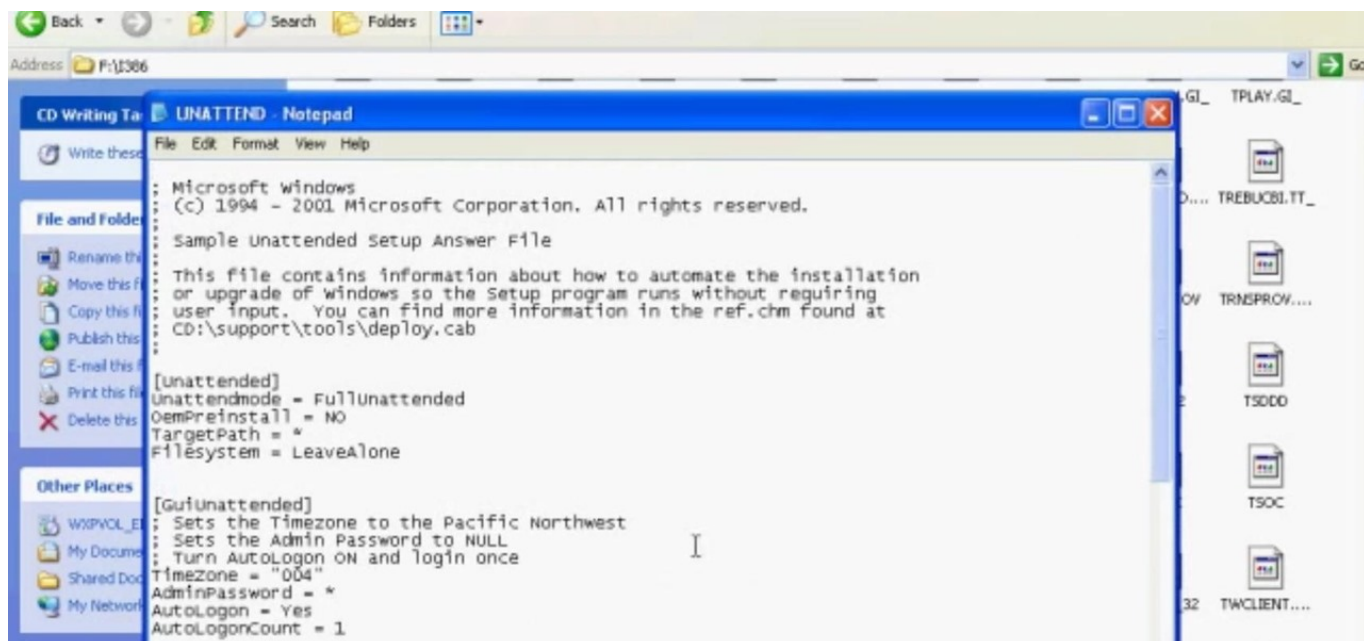 Back
Search
Folders
Address F:\I386
Go
.GI_
TPLAY.GI_
CD Writing Ta
UNATTEND - Notepad
Write these
File Edit Format View Help
TREBUCBI.TT_
File and Folde
Rename thi
Move this fi
Copy this fi
Publish this
E-mail this f
Print this file
Delete this
; Microsoft Windows
; (c) 1994 - 2001 Microsoft Corporation. All rights reserved.
;
; Sample Unattended Setup Answer File
;
; This file contains information about how to automate the installation
; or upgrade of Windows so the Setup program runs without requiring
; user input.  You can find more information in the ref.chm found at
; CD:\support\tools\deploy.cab
;
[Unattended]
Unattendmode = FullUnattended
OemPreinstall = NO
TargetPath = *
Filesystem = LeaveAlone
[GuiUnattended]
; Sets the Timezone to the Pacific Northwest
; Sets the Admin Password to NULL
; Turn AutoLogon ON and login once
TimeZone = "004"
AdminPassword = *
AutoLogon = Yes
AutoLogonCount = 1
Other Places
WXPVOL_E
My Docume
Shared Doc
My Network
OV
TRNSPROV....
TSDDD
TSOC
_32
TWCLIENT....